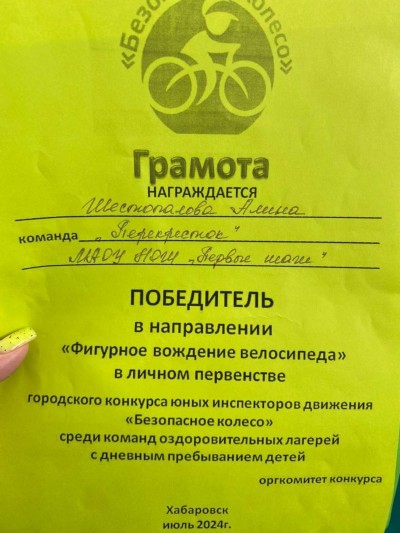 «Безопасное колесо»
Грамота
НАГРАЖДАЕТСЯ
Шестопалова Алина
команда „Перекресток"
МАОУ НОШ „Первые шаги"
ПОБЕДИТЕЛЬ
в направлении
«Фигурное вождение велосипеда»
в личном первенстве
городского конкурса юных инспекторов движения
«Безопасное колесо»
среди команд оздоровительных лагерей
с дневным пребыванием детей
оргкомитет конкурса
Хабаровск
июль 2024г.